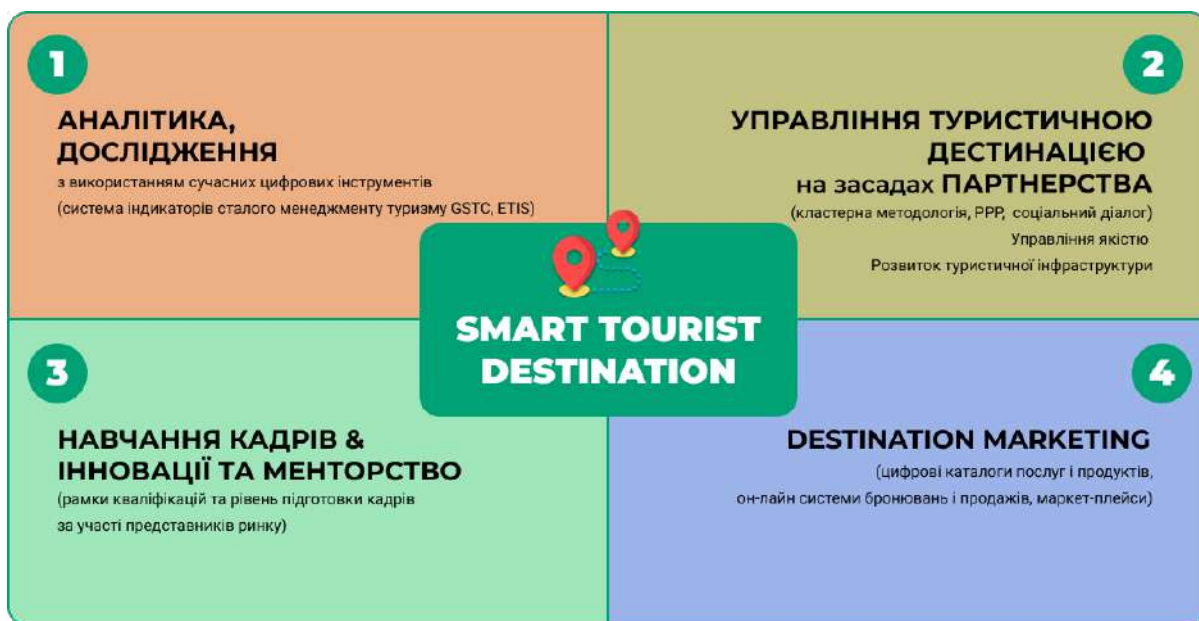 1
АНАЛІТИКА,
ДОСЛІДЖЕННЯ
з використанням сучасних цифрових інструментів
(система індикаторів сталого менеджменту туризму GSTC, ETIS)
2
УПРАВЛІННЯ ТУРИСТИЧНОЮ
ДЕСТИНАЦІЄЮ
на засадах ПАРТНЕРСТВА
(кластерна методологія, PPP, соціальний діалог)
Управління якістю
Розвиток туристичної інфраструктури
SMART TOURIST
DESTINATION
3
НАВЧАННЯ КАДРІВ &
ІННОВАЦІЇ ТА МЕНТОРСТВО
(рамки кваліфікацій та рівень підготовки кадрів
за участі представників ринку)
4
DESTINATION MARKETING
(цифрові каталоги послуг і продуктів,
он-лайн системи бронювань і продажів, маркет-плейси)